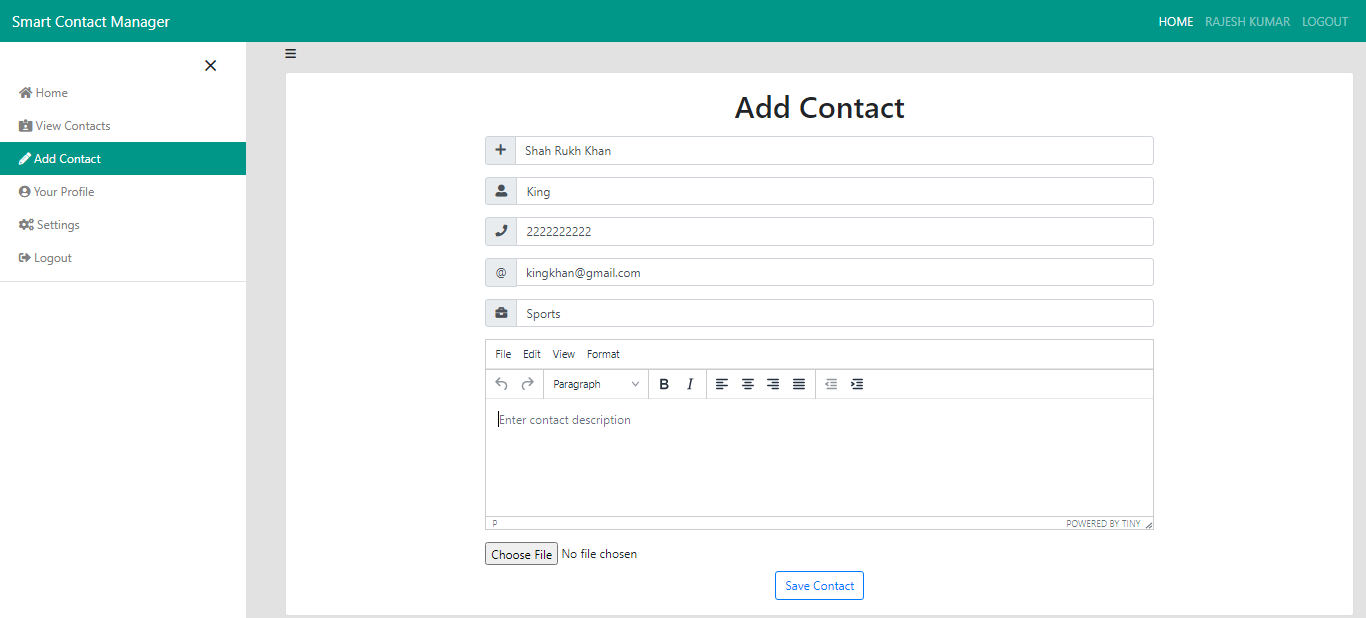 Smart Contact Manager
HOME RAJESH KUMAR LOGOUT
Home
View Contacts
Add Contact
Your Profile
Settings
Logout
Add Contact
Shah Rukh Khan
King
2222222222
@ kingkhan@gmail.com
Sports
File Edit View Format
Paragraph B I
Enter contact description
P POWERED BY TINY
Choose File No file chosen
Save Contact